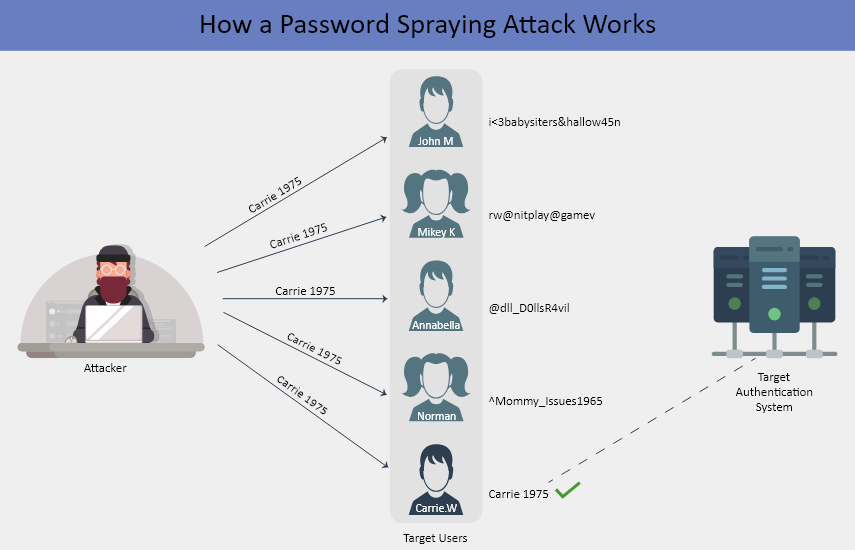 How a Password Spraying Attack Works
John M
i<3babysiters&hallow45n
Carrie 1975
Mikey K
rw@nitplay@gamev
Carrie 1975
Carrie 1975
Annabella
@dll_D0llsR4vil
Attacker
Carrie 1975
Norman
^Mommy_Issues1965
Target
Authentication
System
Carrie 1975
Carrie.W
Carrie 1975
Target Users